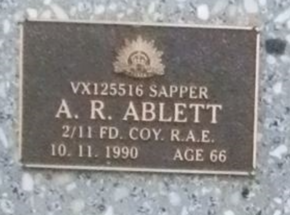 VX125516 SAPPER
A. R. ABLETT
2/11 FD. COY. R.A.E.
10. 11. 1990 AGE 66